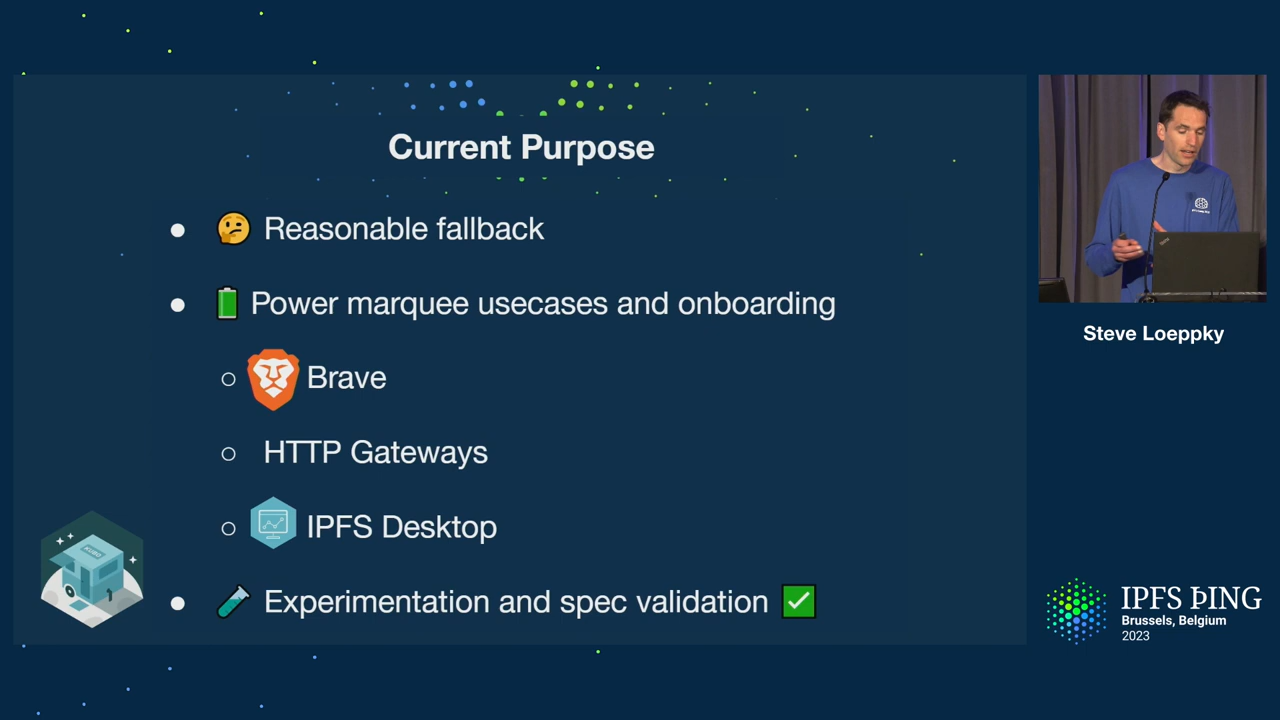 Current Purpose
Reasonable fallback
Power marquee usecases and onboarding
Brave
HTTP Gateways
IPFS Desktop
Experimentation and spec validation
Steve Loeppky
IPFS ÞING
Brussels, Belgium
2023